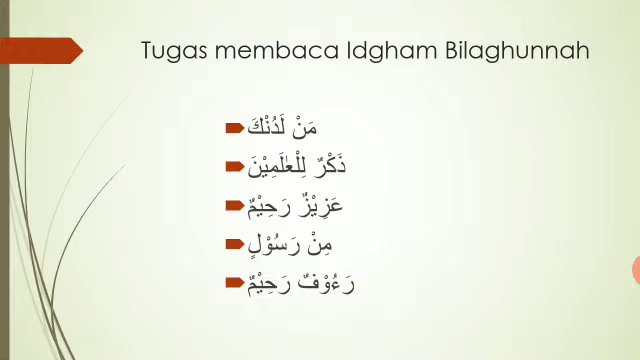 Tugas membaca Idgham Bilaghunnah
مَنْ لَدُنْكَ
ذَكْرٌ لِلْعٰلَمِيْنَ
عَزِيْزٌ رَحِيْمٌ
مِنْ رَسُوْلٍ
رَءُوْفٌ رَحِيْمٌ